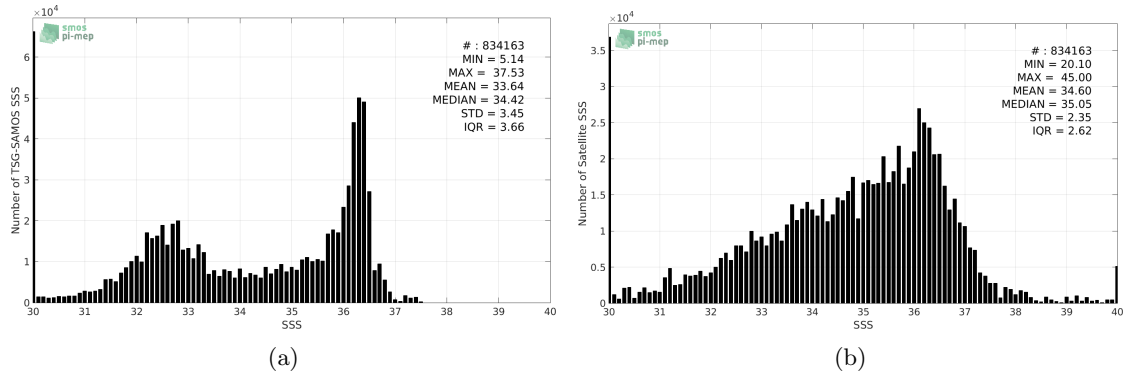 ×10⁴
smos
pi-mep
# : 834163
MIN = 5.14
MAX = 37.53
MEAN = 33.64
MEDIAN = 34.42
STD = 3.45
IQR = 3.66
Number of TSG-SAMOS SSS
6
5
4
3
2
1
0
30 31 32 33 34 35 36 37 38 39 40
SSS
(a)
×10⁴
smos
pi-mep
# : 834163
MIN = 20.10
MAX = 45.00
MEAN = 34.60
MEDIAN = 35.05
STD = 2.35
IQR = 2.62
Number of Satellite SSS
3.5
3
2.5
2
1.5
1
0.5
0
30 31 32 33 34 35 36 37 38 39 40
SSS
(b)